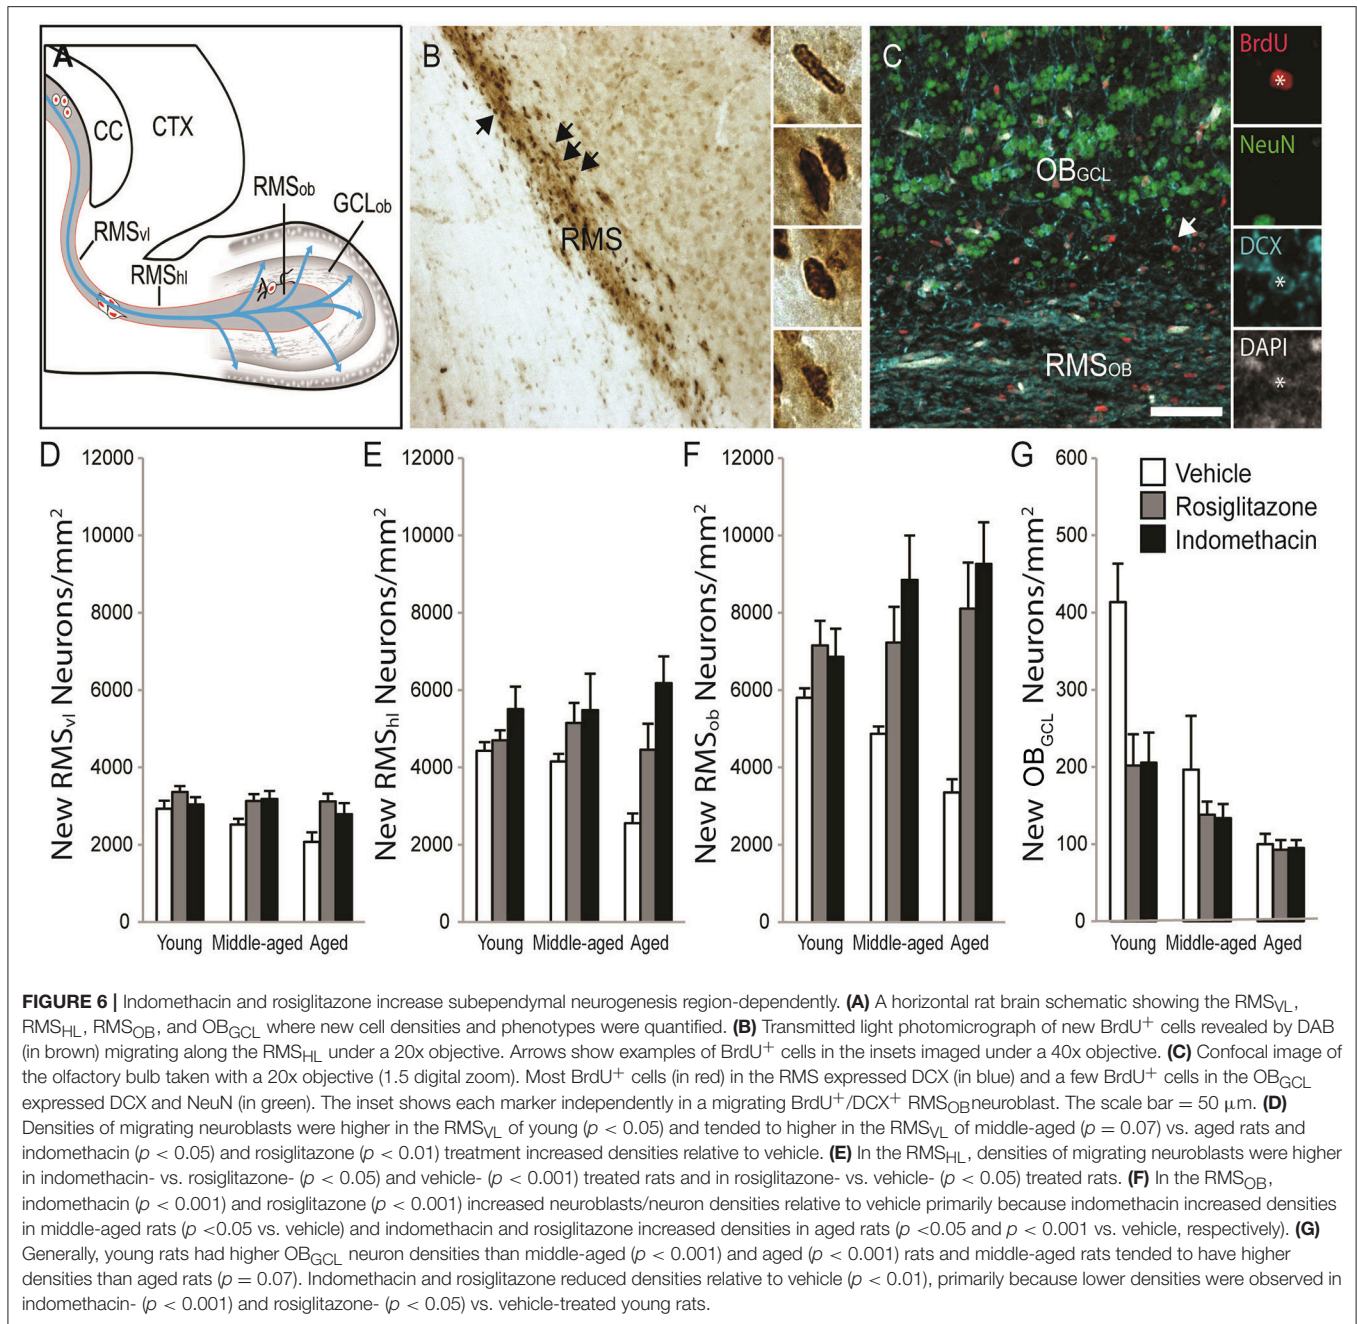 A
CC
CTX
RMSob
GCLob
RMSvl
RMShl
B
RMS
C
OBGCL
RMSOB
BrdU
*
NeuN
DCX
*
DAPI
*
D
New RMSvl Neurons/mm²
12000
10000
8000
6000
4000
2000
0
Young Middle-aged Aged
E
New RMShl Neurons/mm²
12000
10000
8000
6000
4000
2000
0
Young Middle-aged Aged
F
New RMSob Neurons/mm²
12000
10000
8000
6000
4000
2000
0
Young Middle-aged Aged
G
New OBGCL Neurons/mm²
600
500
400
300
200
100
0
Young Middle-aged Aged
Vehicle
Rosiglitazone
Indomethacin
FIGURE 6 | Indomethacin and rosiglitazone increase subependymal neurogenesis region-dependently. (A) A horizontal rat brain schematic showing the RMSVL,
RMSHL, RMSOB, and OBGCL where new cell densities and phenotypes were quantified. (B) Transmitted light photomicrograph of new BrdU+ cells revealed by DAB
(in brown) migrating along the RMSHL under a 20x objective. Arrows show examples of BrdU+ cells in the insets imaged under a 40x objective. (C) Confocal image of
the olfactory bulb taken with a 20x objective (1.5 digital zoom). Most BrdU+ cells (in red) in the RMS expressed DCX (in blue) and a few BrdU+ cells in the OBGCL
expressed DCX and NeuN (in green). The inset shows each marker independently in a migrating BrdU+/DCX+ RMSOBneuroblast. The scale bar = 50 μm. (D)
Densities of migrating neuroblasts were higher in the RMSVL of young (p < 0.05) and tended to higher in the RMSVL of middle-aged (p = 0.07) vs. aged rats and
indomethacin (p < 0.05) and rosiglitazone (p < 0.01) treatment increased densities relative to vehicle. (E) In the RMSHL, densities of migrating neuroblasts were higher
in indomethacin- vs. rosiglitazone- (p < 0.05) and vehicle- (p < 0.001) treated rats and in rosiglitazone- vs. vehicle- (p < 0.05) treated rats. (F) In the RMSOB,
indomethacin (p < 0.001) and rosiglitazone (p < 0.001) increased neuroblasts/neuron densities relative to vehicle primarily because indomethacin increased densities
in middle-aged rats (p <0.05 vs. vehicle) and indomethacin and rosiglitazone increased densities in aged rats (p <0.05 and p < 0.001 vs. vehicle, respectively). (G)
Generally, young rats had higher OBGCL neuron densities than middle-aged (p < 0.001) and aged (p < 0.001) rats and middle-aged rats tended to have higher
densities than aged rats (p = 0.07). Indomethacin and rosiglitazone reduced densities relative to vehicle (p < 0.01), primarily because lower densities were observed in
indomethacin- (p < 0.001) and rosiglitazone- (p < 0.05) vs. vehicle-treated young rats.